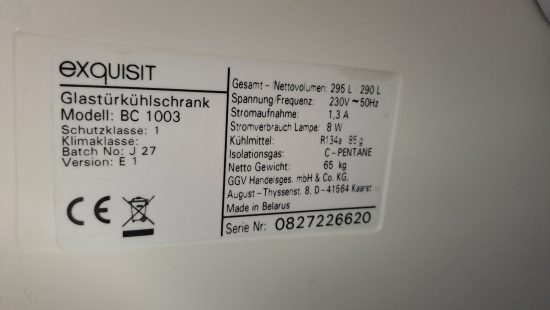 exquisit
Glastürkühlschrank
Modell: BC 1003
Schutzklasse: 1
Klimaklasse:
Batch No: J 27
Version: E 1
CE
Gesamt - Nettovolumen: 295 L / 290 L
Spannung/Frequenz: 230V ~ 50Hz
Stromaufnahme: 1,3 A
Stromverbrauch Lampe: 8 W
Kühlmittel: R134a 85 g
Isolationsgas: C - PENTANE
Netto Gewicht: 65 kg
GGV Handelsges. mbH & Co. KG,
August - Thyssenst. 8, D - 41564 Kaarst
Made in Belarus
Serie Nr: 0827226620